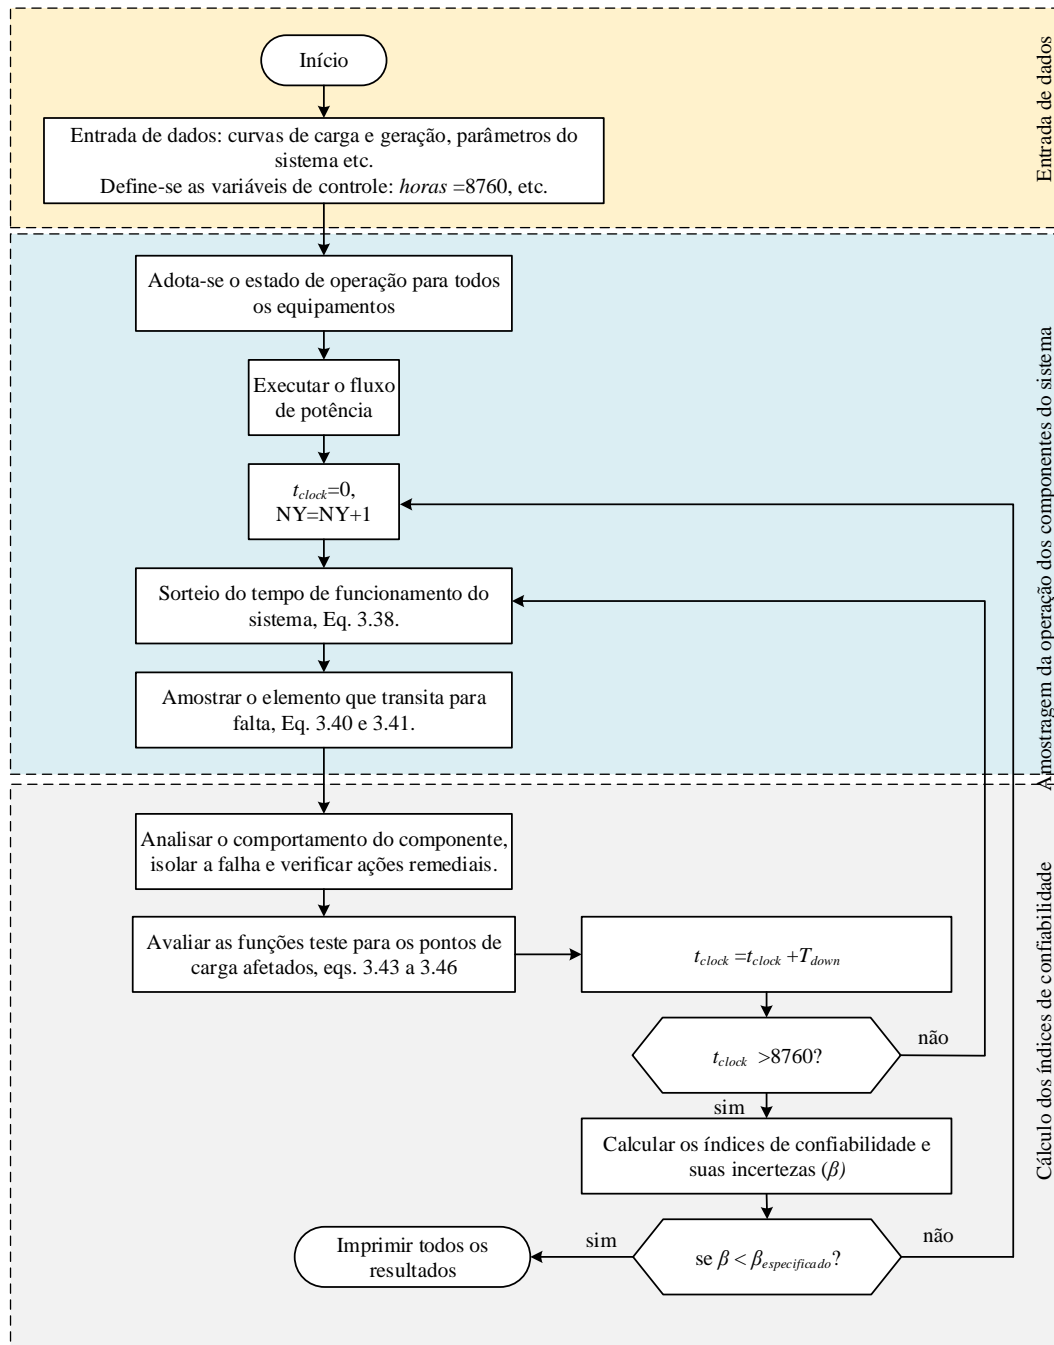 Início
Entrada de dados: curvas de carga e geração, parâmetros do
sistema etc.
Define-se as variáveis de controle: horas =8760, etc.
Entrada de dados
Adota-se o estado de operação para todos
os equipamentos
Executar o fluxo
de potência
tclock=0,
NY=NY+1
Sorteio do tempo de funcionamento do
sistema, Eq. 3.38.
Amostrar o elemento que transita para
falta, Eq. 3.40 e 3.41.
Amostragem da operação dos componentes do sistema
Analisar o comportamento do componente,
isolar a falha e verificar ações remediais.
Avaliar as funções teste para os pontos de
carga afetados, eqs. 3.43 a 3.46
tclock =tclock +Tdown
tclock >8760?
não
sim
Calcular os índices de confiabilidade e
suas incertezas (β)
se β < βespecificado?
não
sim
Imprimir todos os
resultados
Cálculo dos índices de confiabilidade